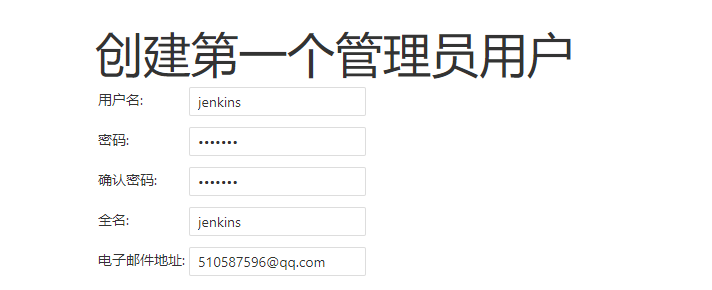 创建第一个管理员用户
用户名: jenkins
密码: •••••••
确认密码: •••••••
全名: jenkins
电子邮件地址: 510587596@qq.com